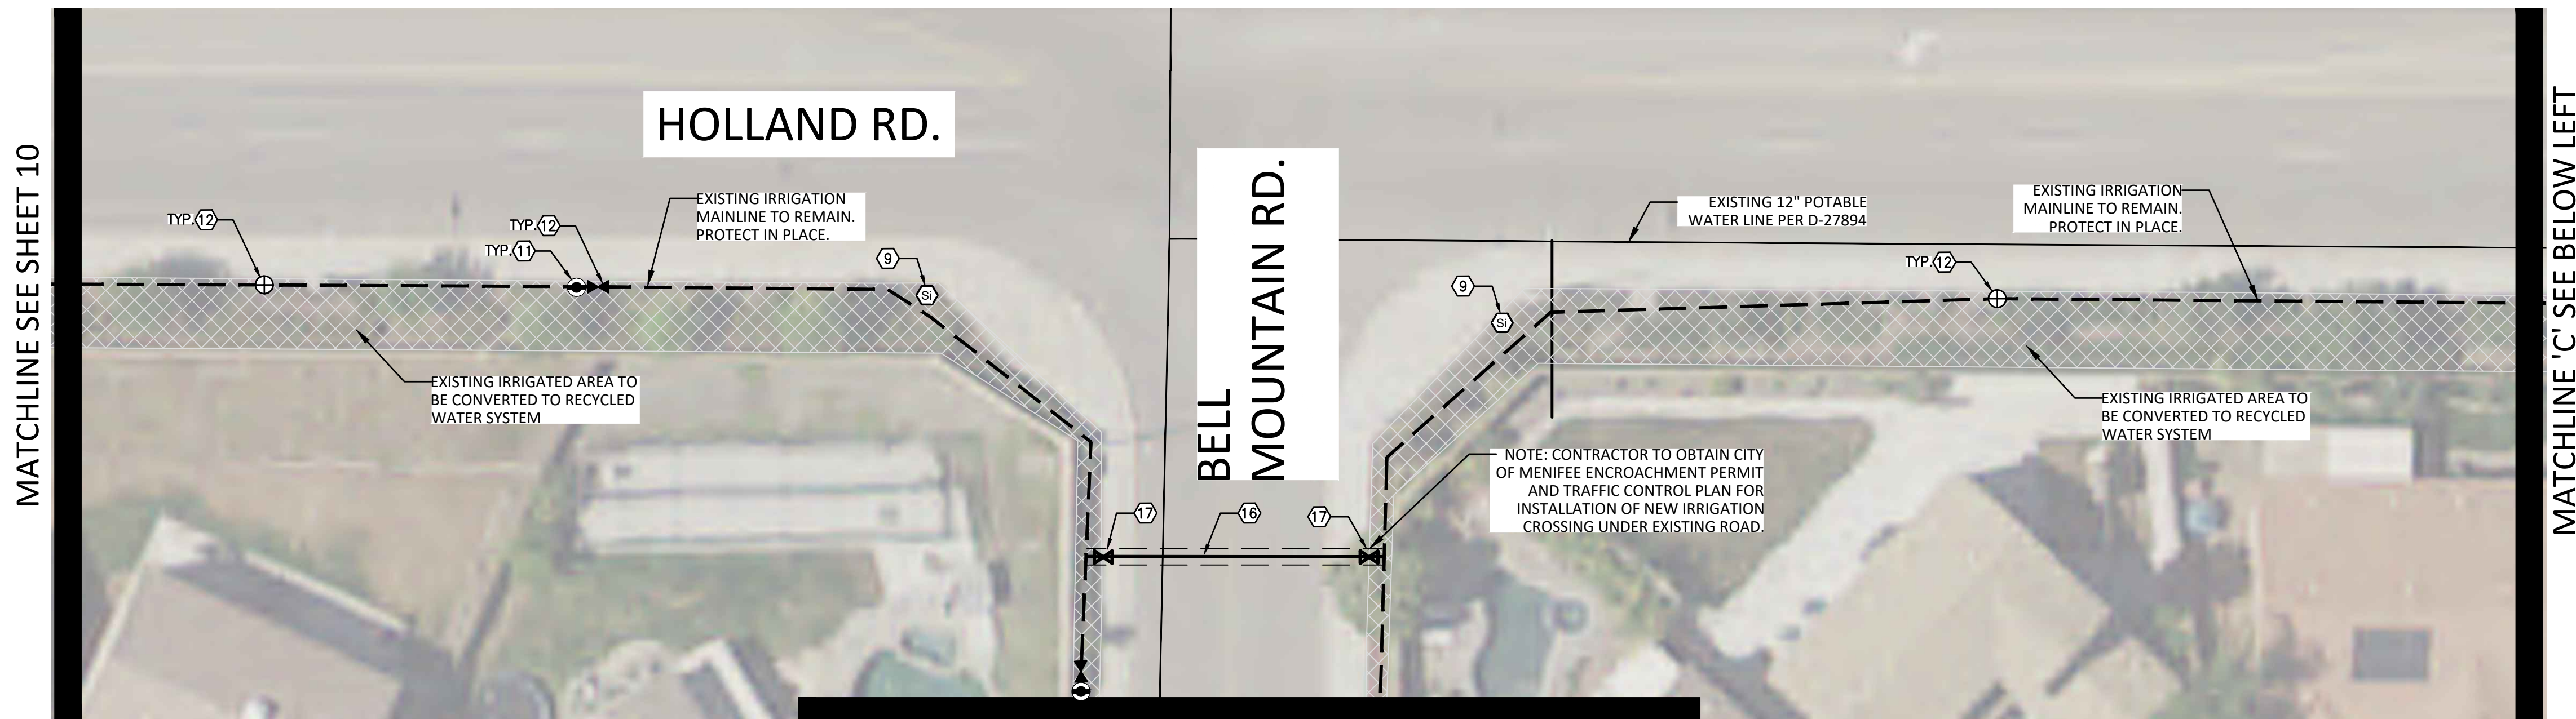 MATCHLINE SEE SHEET 10
HOLLAND RD.
BELL
MOUNTAIN RD.
MATCHLINE 'C' SEE BELOW LEFT
TYP. 12
TYP. 12
TYP. 11
EXISTING IRRIGATION
MAINLINE TO REMAIN.
PROTECT IN PLACE.
9
Si
EXISTING IRRIGATED AREA TO
BE CONVERTED TO RECYCLED
WATER SYSTEM
17
16
17
9
Si
EXISTING 12" POTABLE
WATER LINE PER D-27894
TYP. 12
EXISTING IRRIGATION
MAINLINE TO REMAIN.
PROTECT IN PLACE.
EXISTING IRRIGATED AREA TO
BE CONVERTED TO RECYCLED
WATER SYSTEM
NOTE: CONTRACTOR TO OBTAIN CITY
OF MENIFEE ENCROACHMENT PERMIT
AND TRAFFIC CONTROL PLAN FOR
INSTALLATION OF NEW IRRIGATION
CROSSING UNDER EXISTING ROAD.